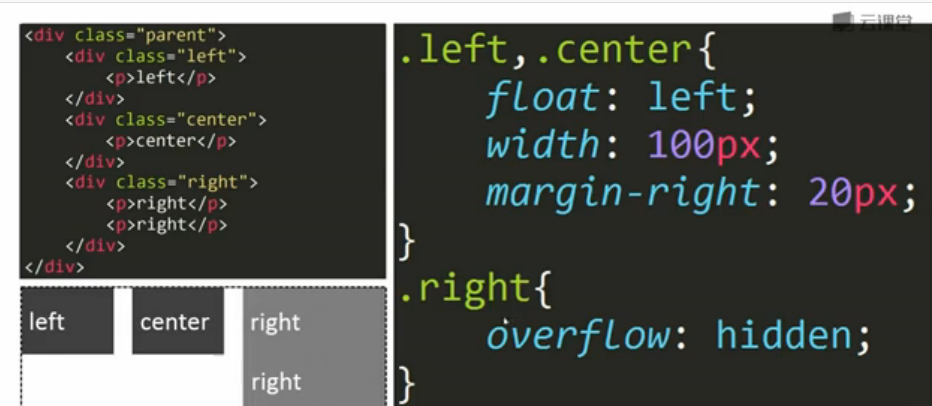 云课堂
<div class="parent">
    <div class="left">
        <p>left</p>
    </div>
    <div class="center">
        <p>center</p>
    </div>
    <div class="right">
        <p>right</p>
        <p>right</p>
    </div>
</div>
left center right
right
.left,.center{
    float: left;
    width: 100px;
    margin-right: 20px;
}
.right{
    overflow: hidden;
}